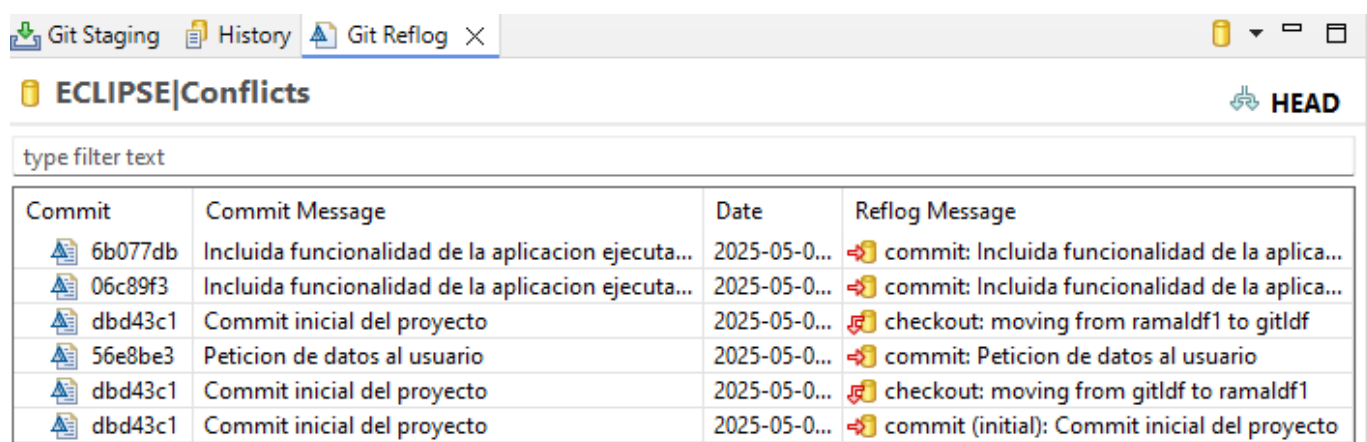 Git Staging History Git Reflog
ECLIPSE|Conflicts HEAD
type filter text
Commit Commit Message Date Reflog Message
6b077db Incluida funcionalidad de la aplicacion ejecuta... 2025-05-0... commit: Incluida funcionalidad de la aplica...
06c89f3 Incluida funcionalidad de la aplicacion ejecuta... 2025-05-0... commit: Incluida funcionalidad de la aplica...
dbd43c1 Commit inicial del proyecto 2025-05-0... checkout: moving from ramaldf1 to gitldf
56e8be3 Peticion de datos al usuario 2025-05-0... commit: Peticion de datos al usuario
dbd43c1 Commit inicial del proyecto 2025-05-0... checkout: moving from gitldf to ramaldf1
dbd43c1 Commit inicial del proyecto 2025-05-0... commit (initial): Commit inicial del proyecto